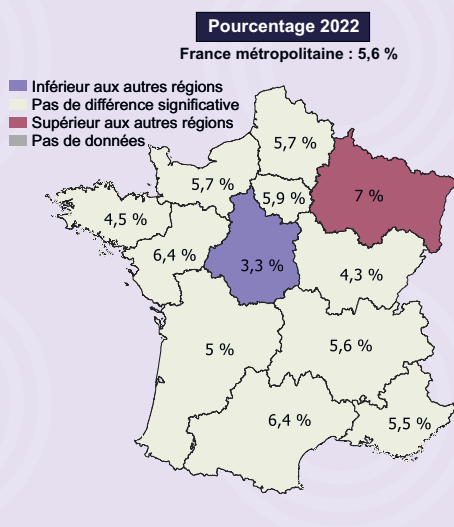 Pourcentage 2022
France métropolitaine : 5,6 %
Inférieur aux autres régions
Pas de différence significative
Supérieur aux autres régions
Pas de données
5,7 %
5,7 %
5,9 %
7 %
4,5 %
6,4 %
3,3 %
4,3 %
5 %
5,6 %
6,4 %
5,5 %